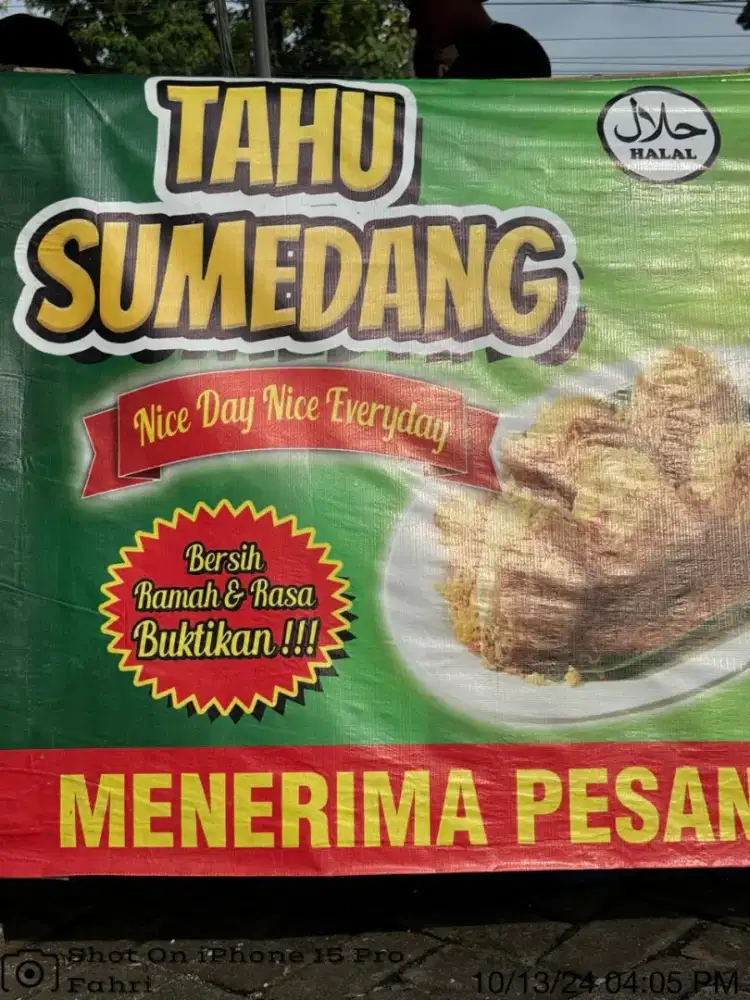 TAHU
SUMEDANG
حلال
HALAL
Nice Day Nice Everyday
Bersih
Ramah & Rasa
Buktikan !!!
MENERIMA PESAN
Shot On iPhone 15 Pro
Fahri
10/13/24 04:05 PM